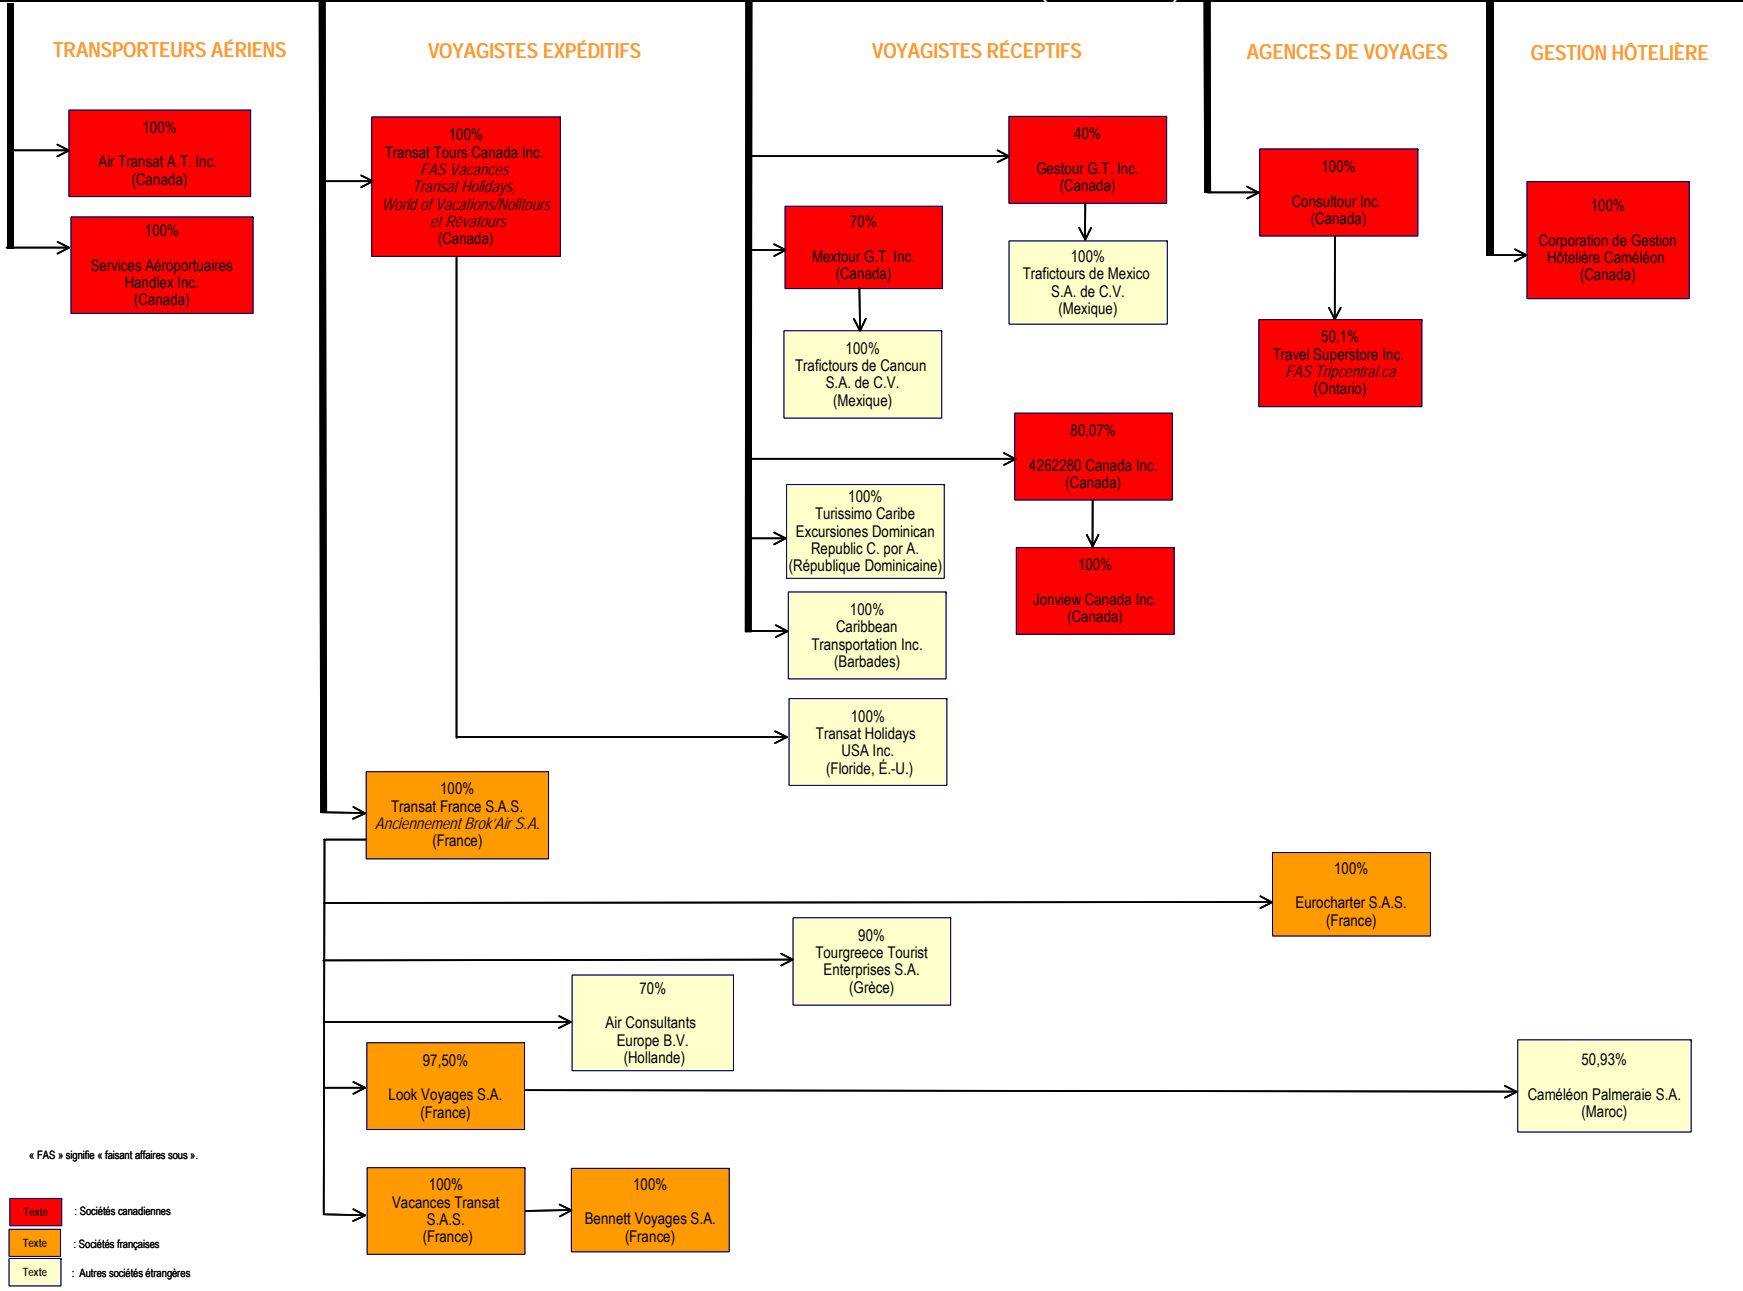 TRANSPORTEURS AÉRIENS
VOYAGISTES EXPÉDITIFS
VOYAGISTES RÉCEPTIFS
AGENCES DE VOYAGES
GESTION HÔTELIÈRE
100%
Air Transat A.T. Inc.
(Canada)
100%
Services Aéroportuaires
Handlex Inc.
(Canada)
100%
Transat Tours Canada Inc.
FAS Vacances
Transat Holidays,
World of Vacations/Nolitours
et Rêvatours
(Canada)
40%
Gestour G.T. Inc.
(Canada)
70%
Mextour G.T. Inc.
(Canada)
100%
Trafictours de Mexico
S.A. de C.V.
(Mexique)
100%
Trafictours de Cancun
S.A. de C.V.
(Mexique)
80,07%
4262280 Canada Inc.
(Canada)
100%
Turissimo Caribe
Excursiones Dominican
Republic C. por A.
(République Dominicaine)
100%
Jonview Canada Inc.
(Canada)
100%
Caribbean
Transportation Inc.
(Barbades)
100%
Transat Holidays
USA Inc.
(Floride, É.-U.)
100%
Consultour Inc.
(Canada)
50,1%
Travel Superstore Inc.
FAS Tripcentral.ca
(Ontario)
100%
Corporation de Gestion
Hôtelière Caméléon
(Canada)
100%
Transat France S.A.S.
Anciennement Brok'Air S.A.
(France)
100%
Eurocharter S.A.S.
(France)
90%
Tourgreece Tourist
Enterprises S.A.
(Grèce)
70%
Air Consultants
Europe B.V.
(Hollande)
97,50%
Look Voyages S.A.
(France)
50,93%
Caméléon Palmeraie S.A.
(Maroc)
100%
Vacances Transat
S.A.S.
(France)
100%
Bennett Voyages S.A.
(France)
« FAS » signifie « faisant affaires sous ».
Texte : Sociétés canadiennes
Texte : Sociétés françaises
Texte : Autres sociétés étrangères